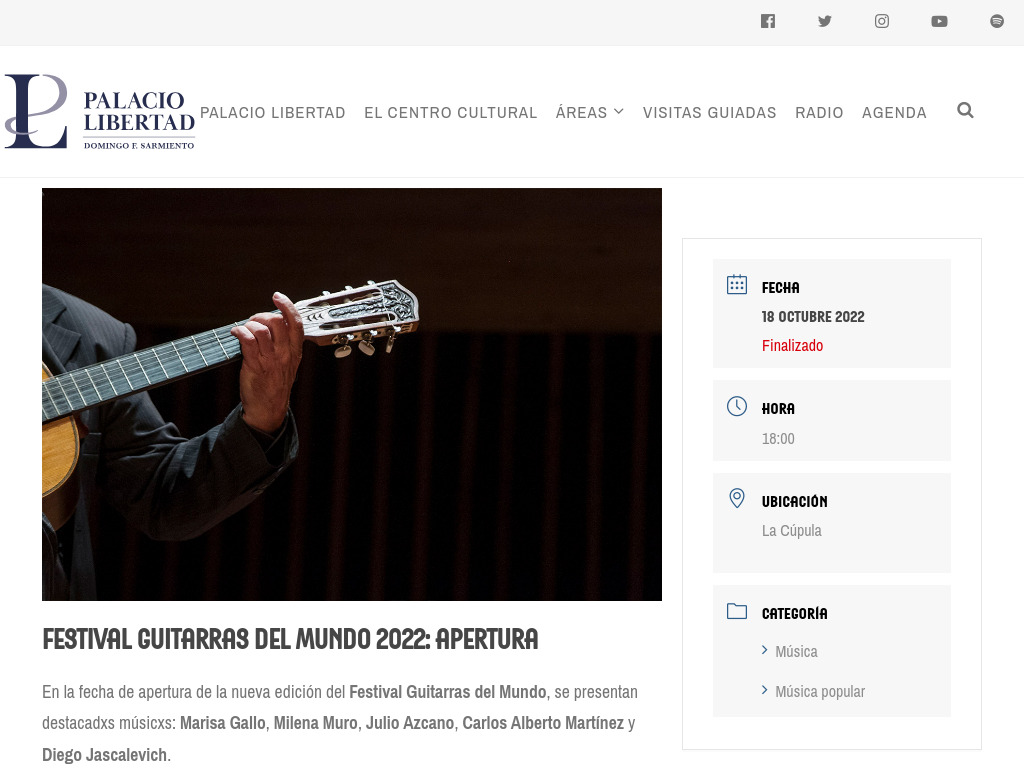 PALACIO
LIBERTAD
DOMINGO F. SARMIENTO
PALACIO LIBERTAD EL CENTRO CULTURAL ÁREAS VISITAS GUIADAS RADIO AGENDA
FESTIVAL GUITARRAS DEL MUNDO 2022: APERTURA
En la fecha de apertura de la nueva edición del Festival Guitarras del Mundo, se presentan
destacadxs músicxs: Marisa Gallo, Milena Muro, Julio Azcano, Carlos Alberto Martínez y
Diego Jascalevich.
FECHA
18 OCTUBRE 2022
Finalizado
HORA
18:00
UBICACIÓN
La Cúpula
CATEGORÍA
Música
Música popular